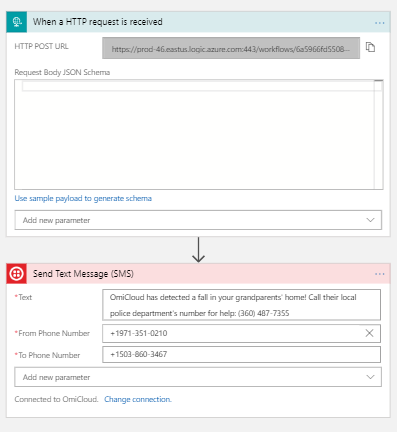 When a HTTP request is received
HTTP POST URL
https://prod-46.eastus.logic.azure.com:443/workflows/6a5966fd5508...
Request Body JSON Schema
Use sample payload to generate schema
Add new parameter
Send Text Message (SMS)
*Text
OmiCloud has detected a fall in your grandparents' home! Call their local
police department's number for help: (360) 487-7355
*From Phone Number
+1971-351-0210
*To Phone Number
+1503-860-3467
Add new parameter
Connected to OmiCloud. Change connection.